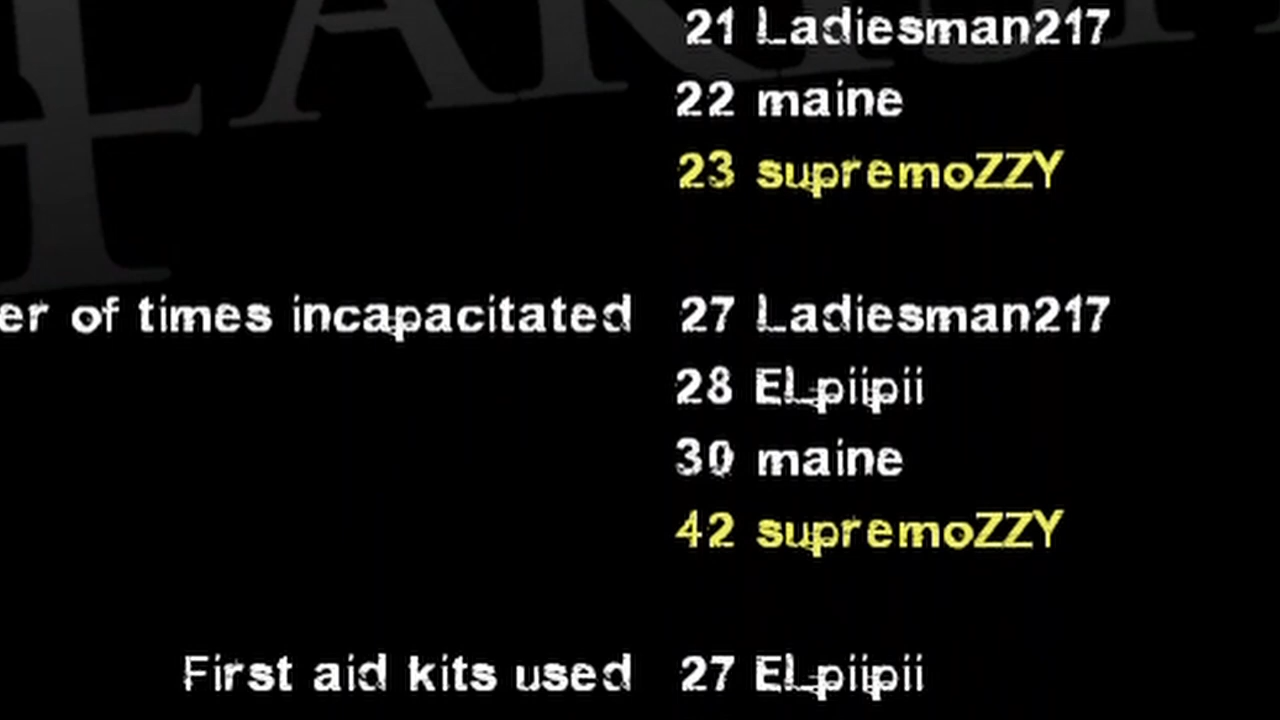 21 Ladiesman217
22 maine
23 supremoZZY
er of times incapacitated 27 Ladiesman217
28 ELpiipii
30 maine
42 supremoZZY
First aid kits used 27 ELpiipii